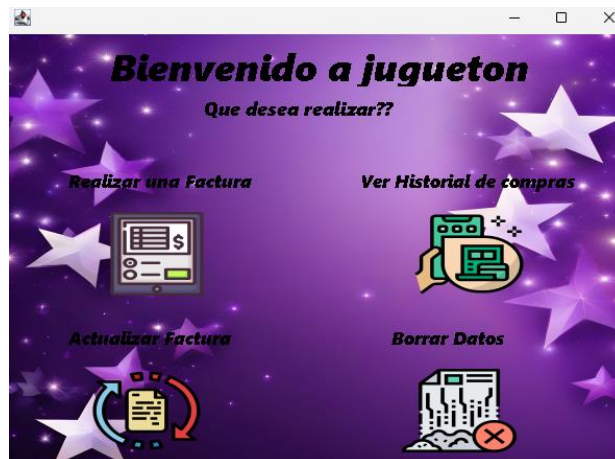 Bienvenido a jugueton
Que desea realizar??
Realizar una Factura
Ver Historial de compras
$
Actualizar Factura
Borrar Datos